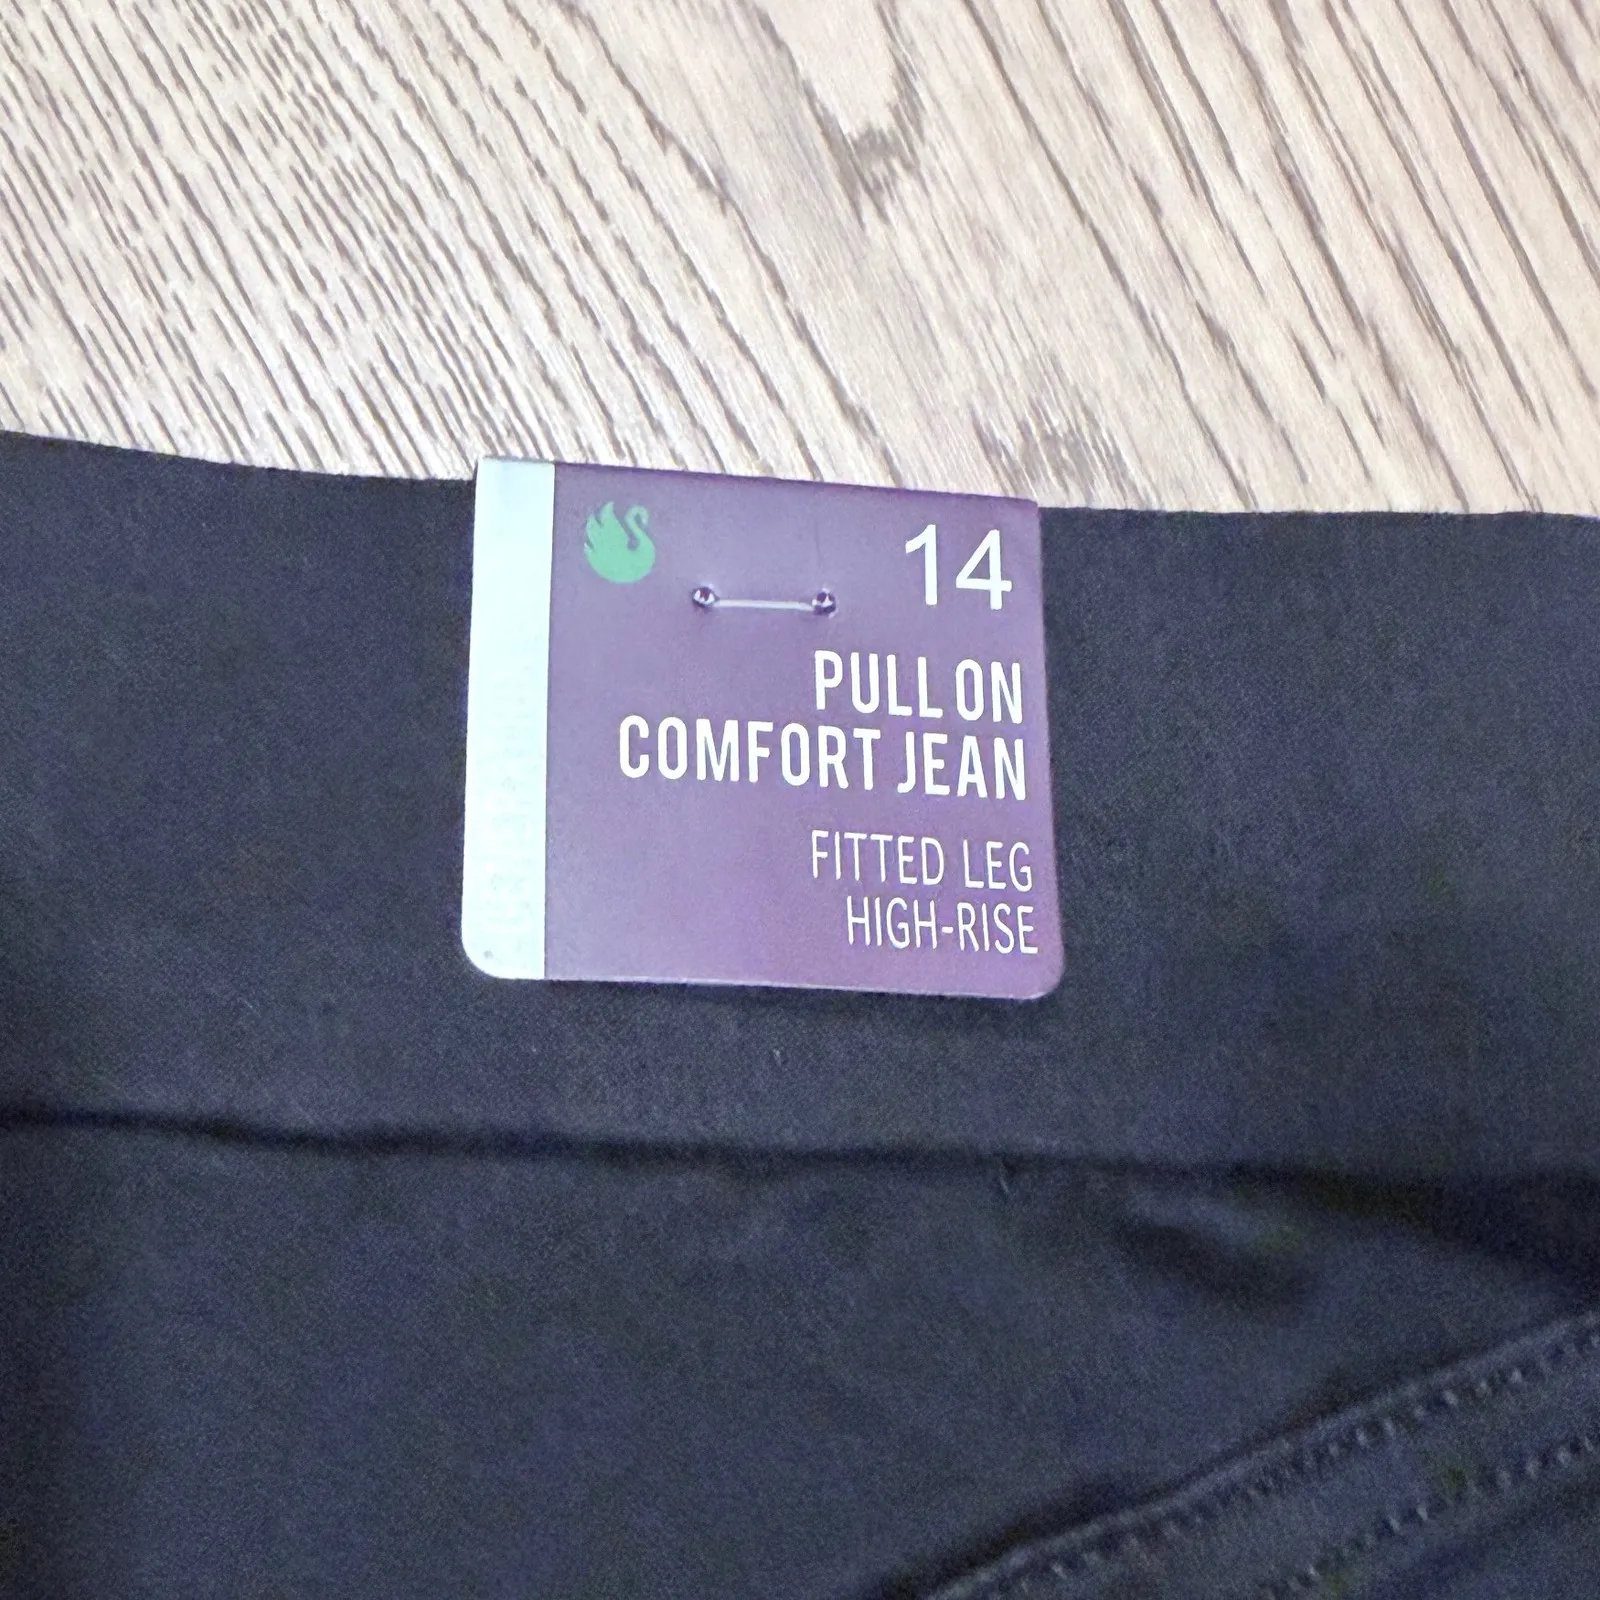 14
PULL ON
COMFORT JEAN
FITTED LEG
HIGH-RISE